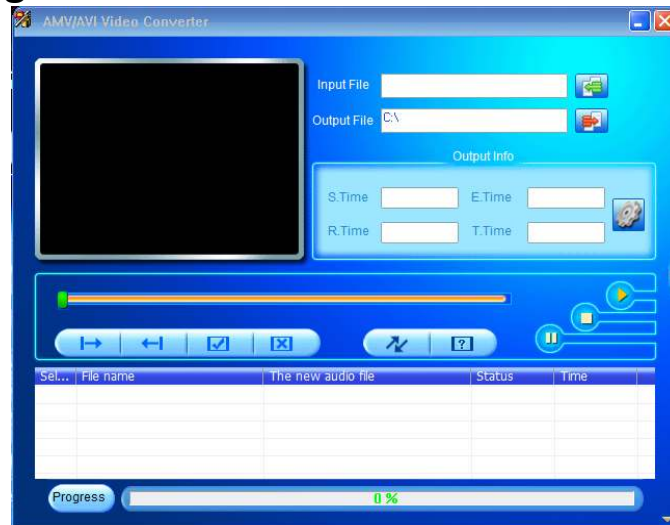 AMV/AVI Video Converter
Input File
Output File C:\
Output Info
S.Time E.Time
R.Time T.Time
Sel... File name The new audio file Status Time
Progress 0 %